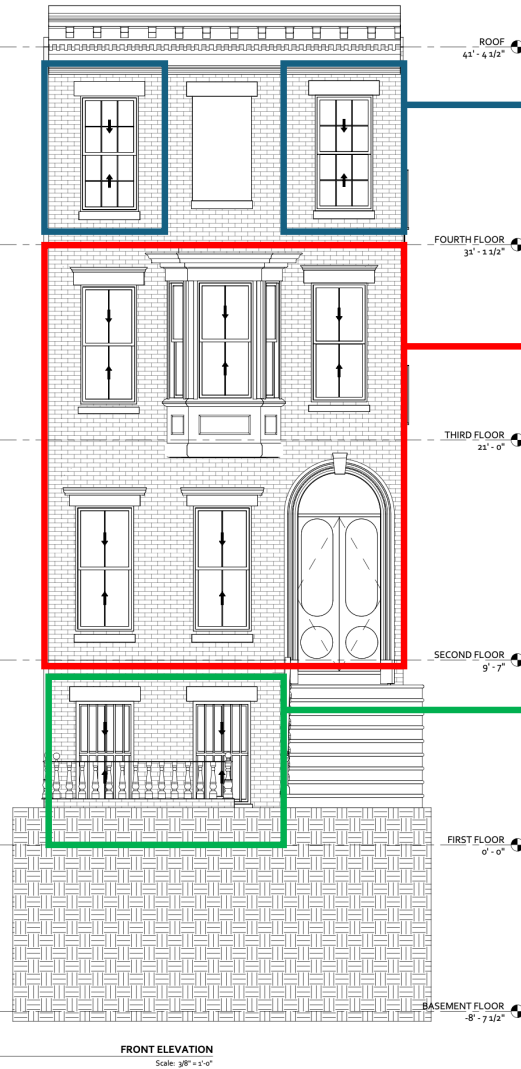 ROOF
41' - 4 1/2"
FOURTH FLOOR
31' - 1 1/2"
THIRD FLOOR
21' - 0"
SECOND FLOOR
9' - 7"
FIRST FLOOR
0' - 0"
BASEMENT FLOOR
-8' - 7 1/2"
FRONT ELEVATION
Scale: 3/8" = 1'-0"